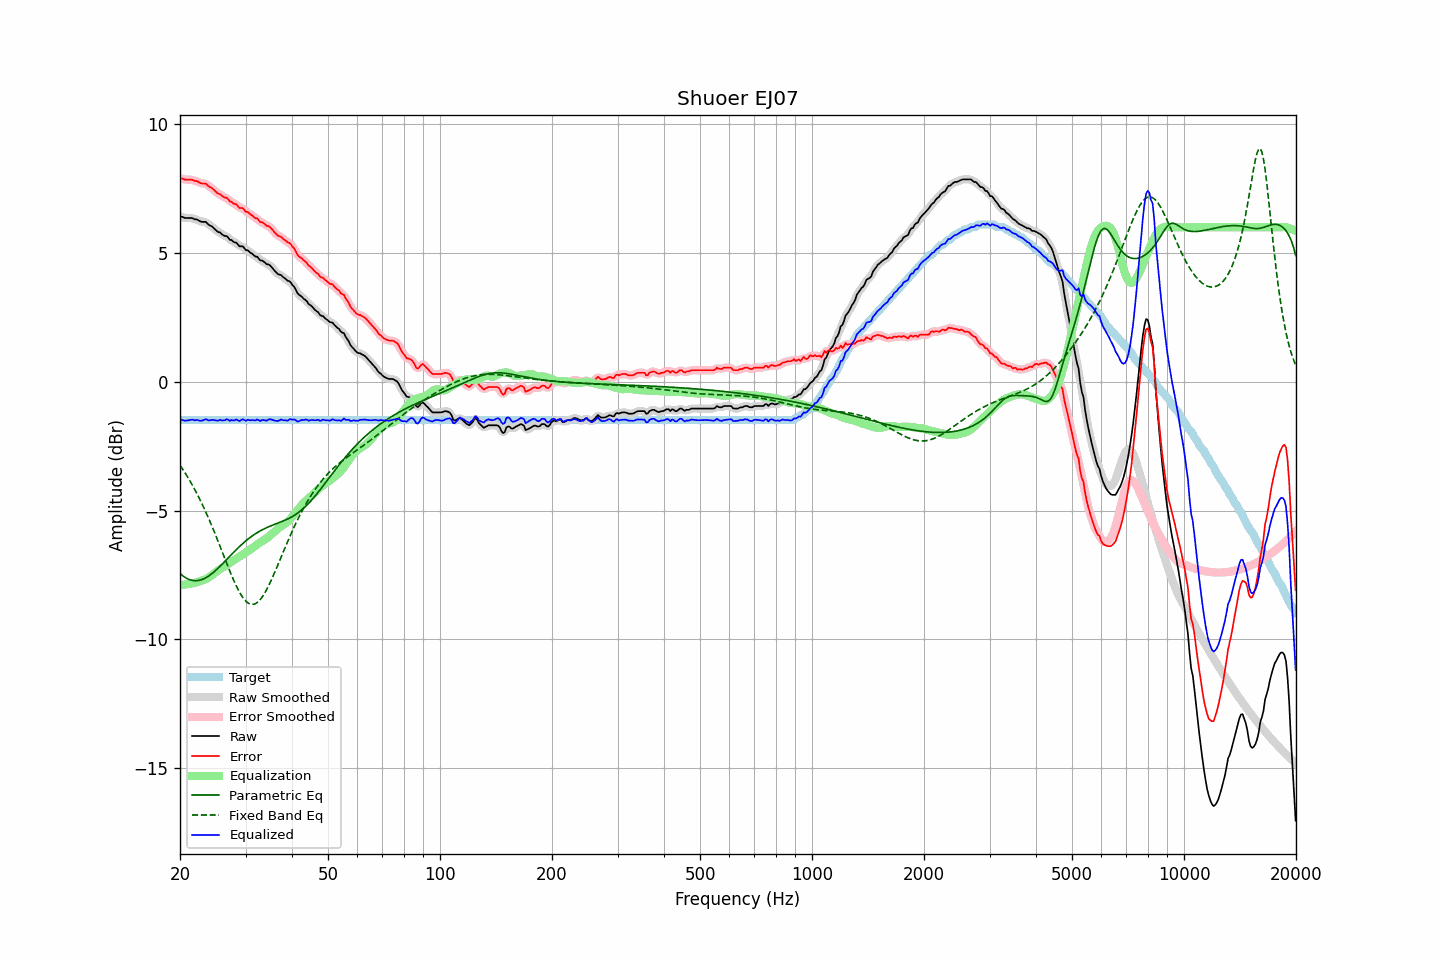 Shuoer EJ07
Amplitude (dBr)
10
5
0
−5
−10
−15
Target
Raw Smoothed
Error Smoothed
Raw
Error
Equalization
Parametric Eq
Fixed Band Eq
Equalized
20 50 100 200 500 1000 2000 5000 10000 20000
Frequency (Hz)